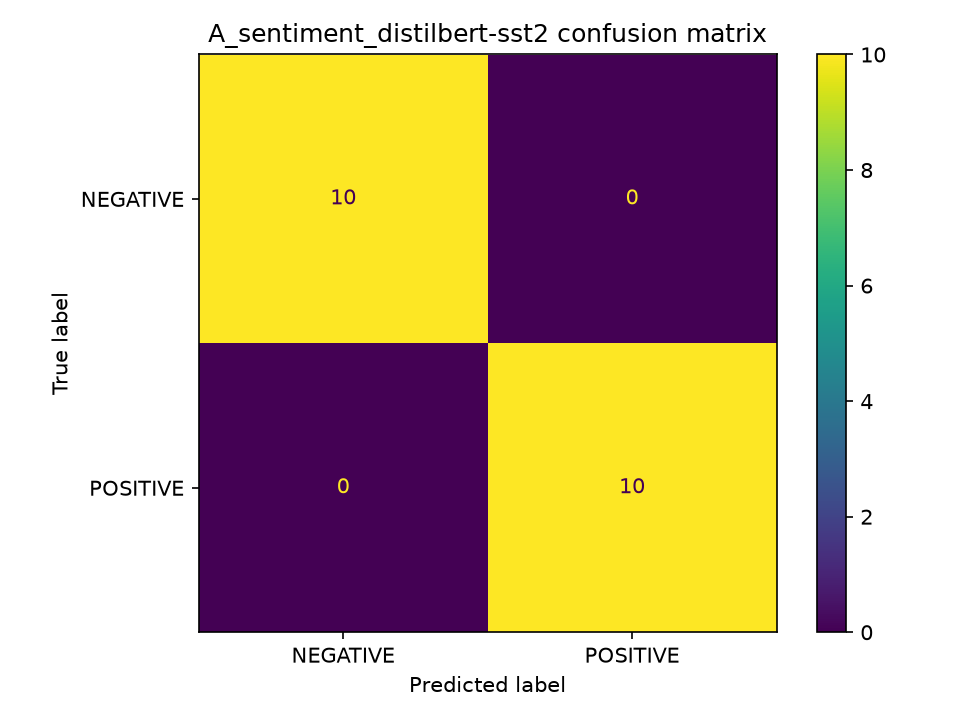 A_sentiment_distilbert-sst2 confusion matrix
NEGATIVE
10
0
POSITIVE
0
10
True label
NEGATIVE
POSITIVE
Predicted label
10
8
6
4
2
0